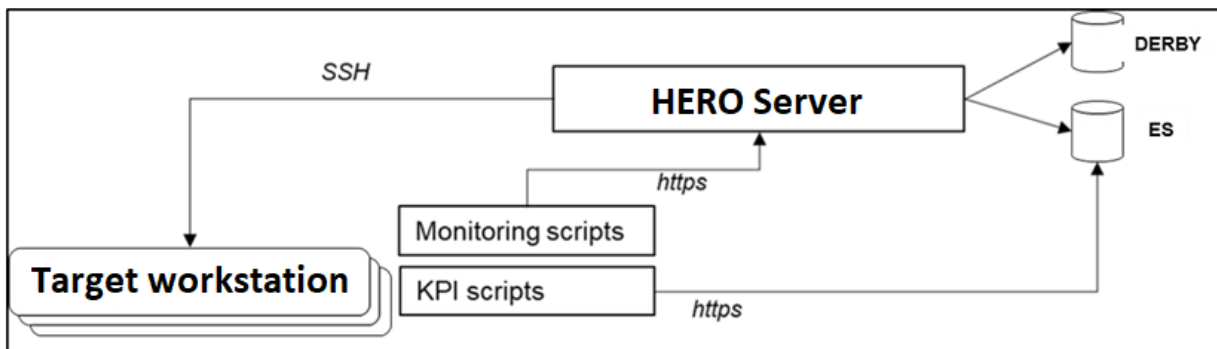 DERBY
SSH
HERO Server
ES
https
Monitoring scripts
Target workstation
KPI scripts
https